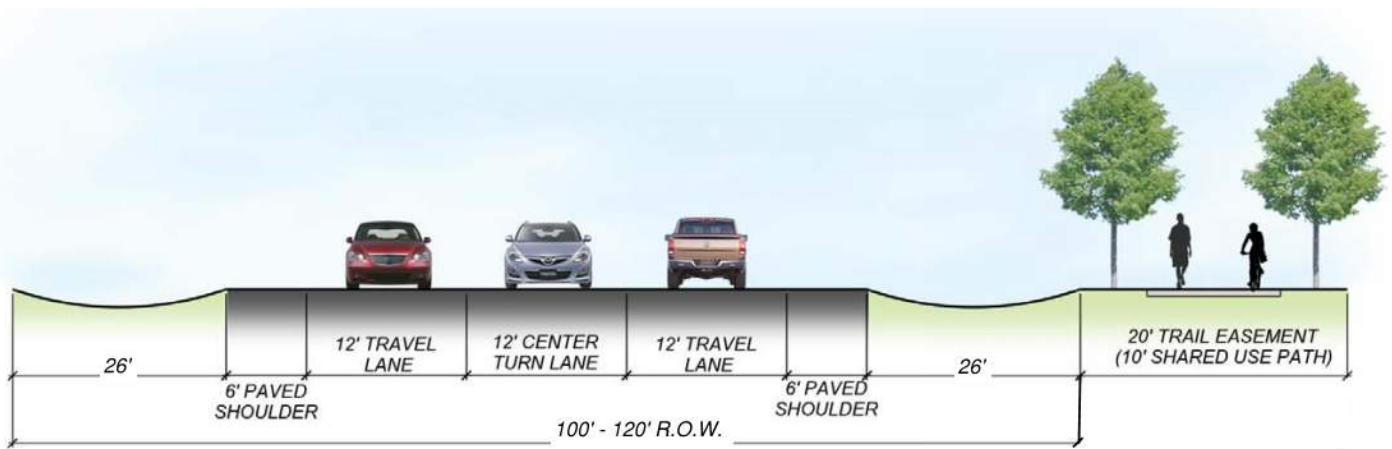 12' TRAVEL
LANE
12' CENTER
TURN LANE
12' TRAVEL
LANE
20' TRAIL EASEMENT
(10' SHARED USE PATH)
26'
26'
6' PAVED
SHOULDER
6' PAVED
SHOULDER
100' - 120' R.O.W.